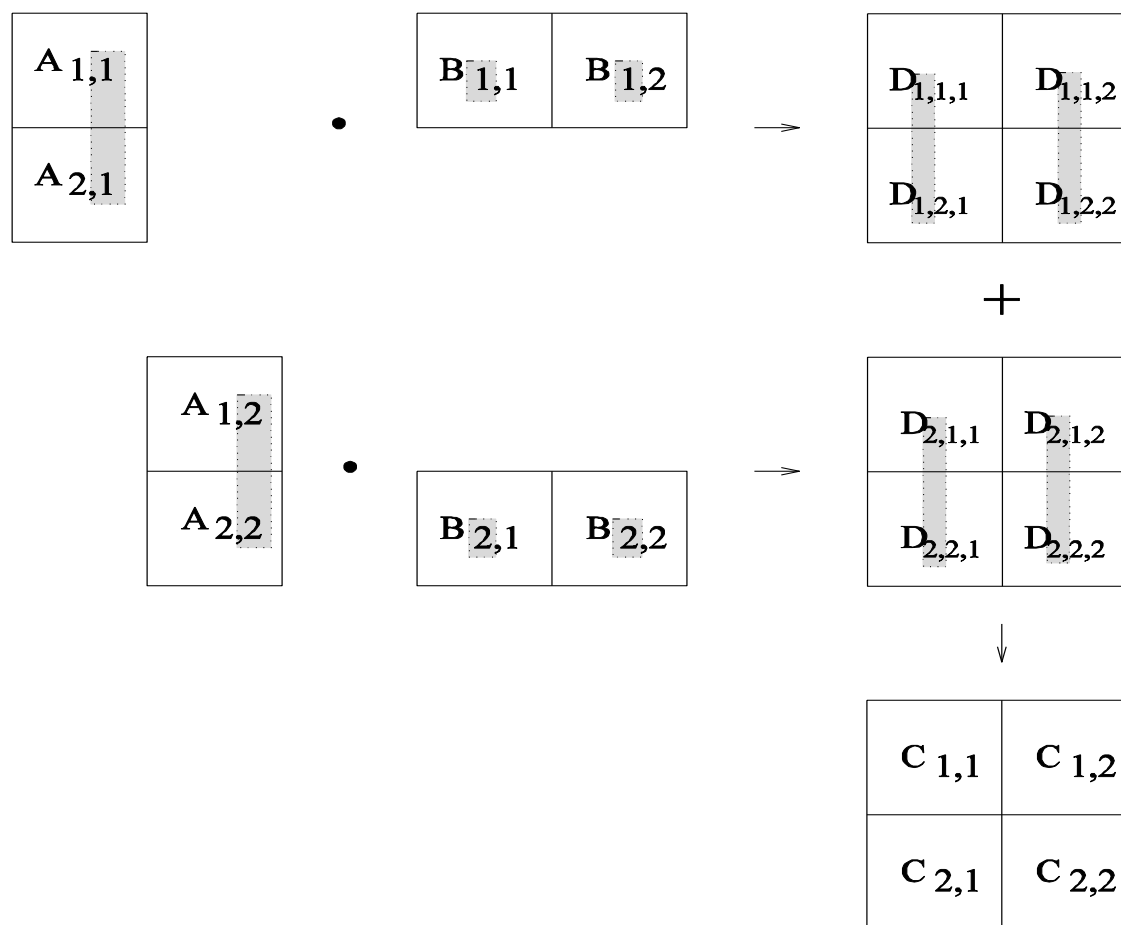 A 1,1 • B 1,1 B 1,2 → D1,1,1 D1,1,2
A 2,1 D1,2,1 D1,2,2
+
A 1,2 D2,1,1 D2,1,2
A 2,2 • B 2,1 B 2,2 → D2,2,1 D2,2,2
C 1,1 C 1,2
C 2,1 C 2,2